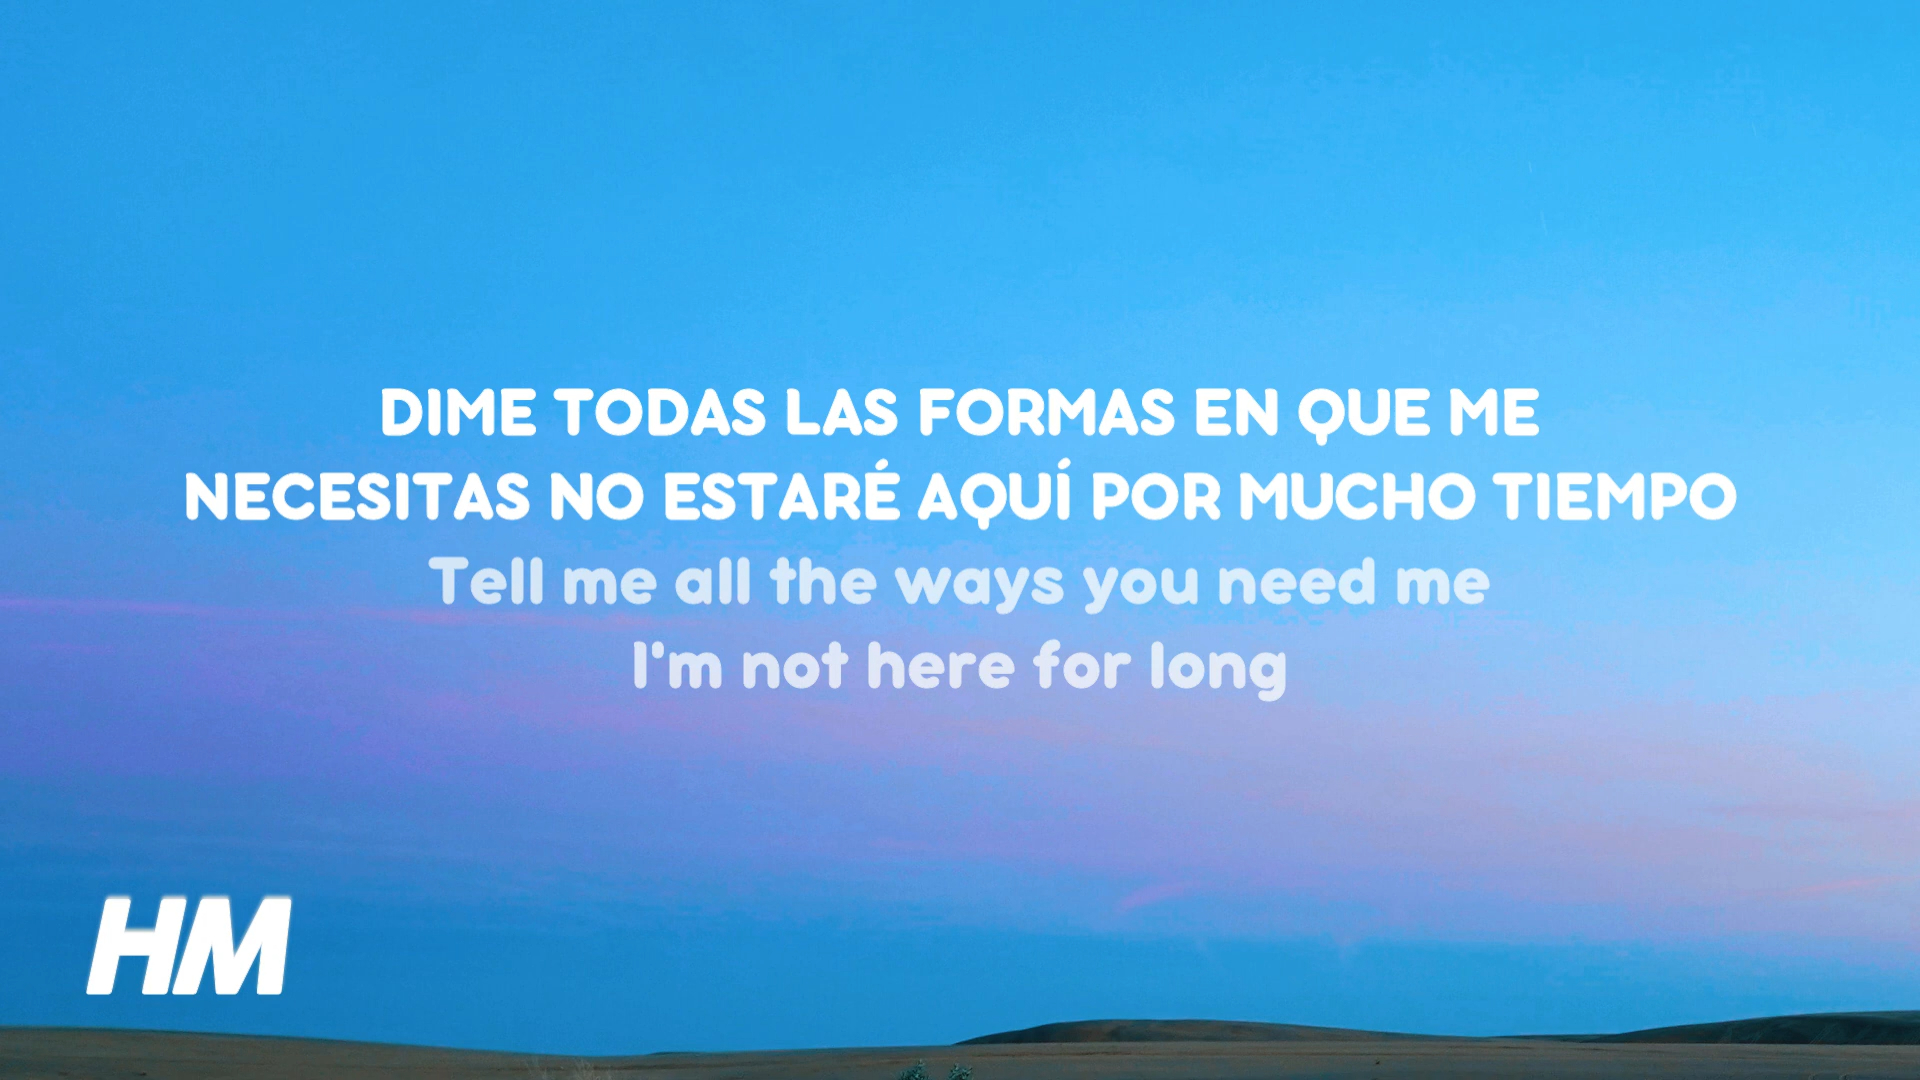 DIME TODAS LAS FORMAS EN QUE ME
NECESITAS NO ESTARÉ AQUÍ POR MUCHO TIEMPO
Tell me all the ways you need me
I'm not here for long
HM